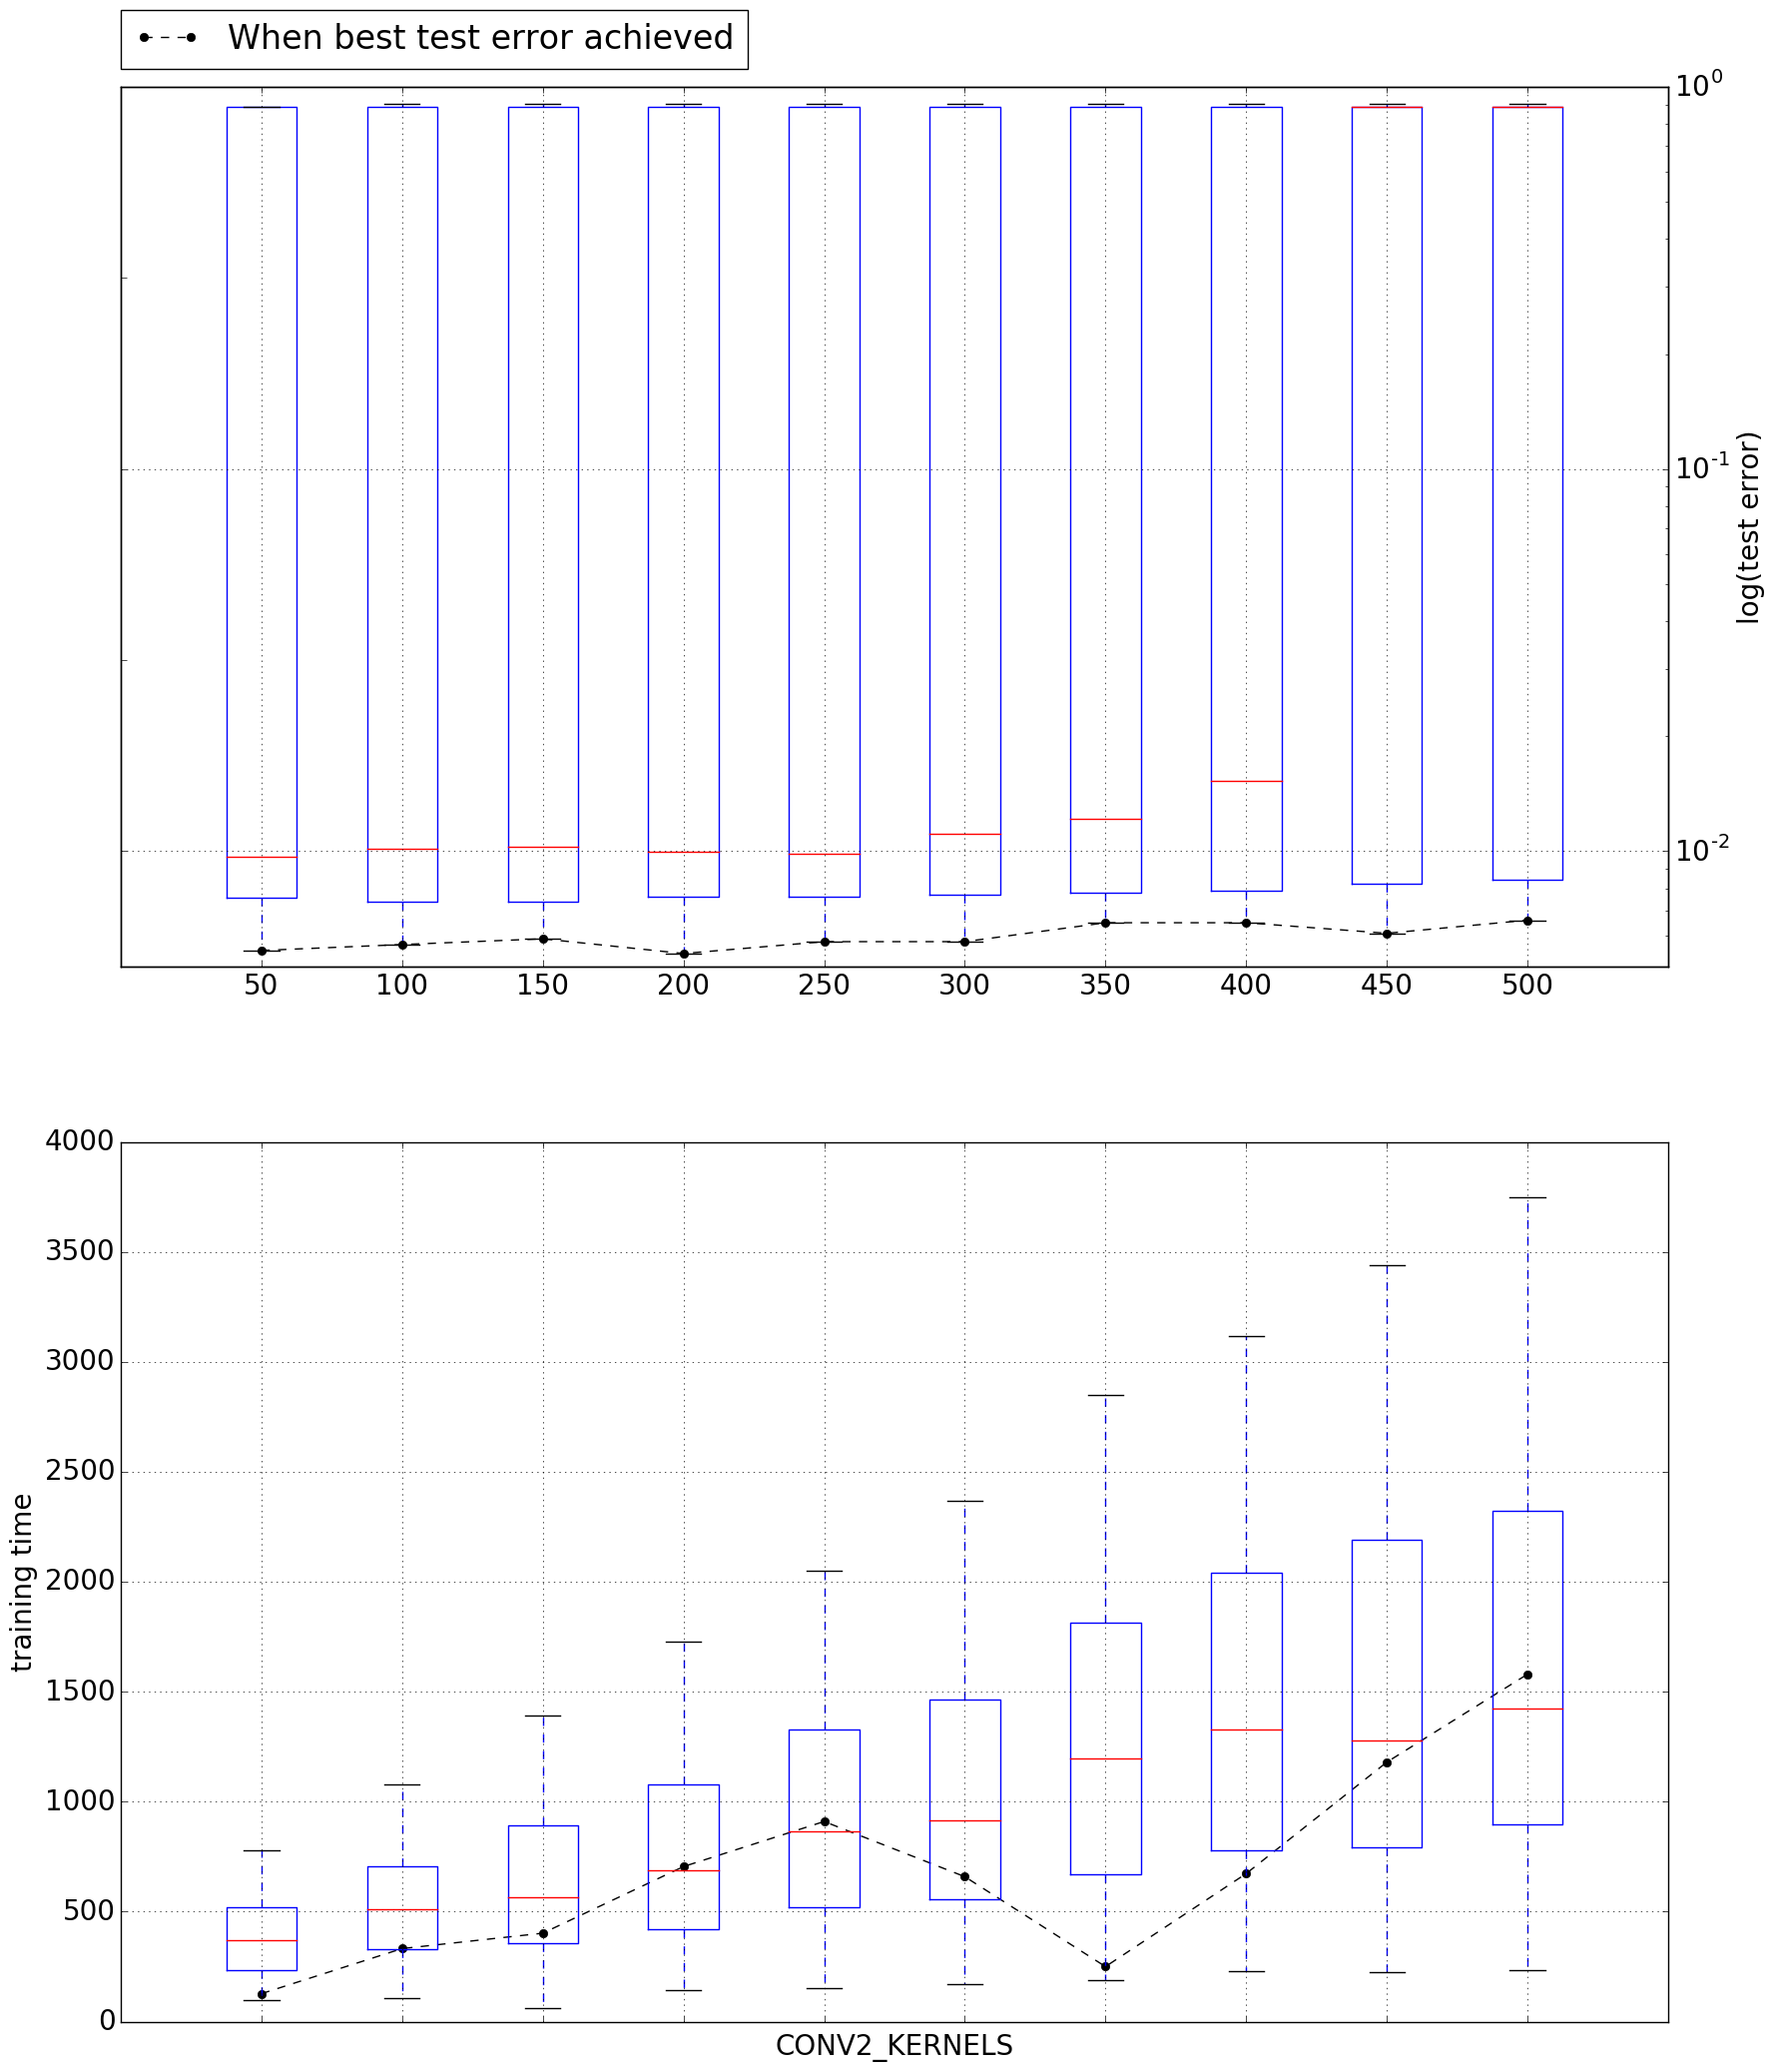 When best test error achieved
10^0
10^-1
10^-2
log(test error)
50 100 150 200 250 300 350 400 450 500
4000
3500
3000
2500
2000
1500
1000
500
0
training time
CONV2_KERNELS